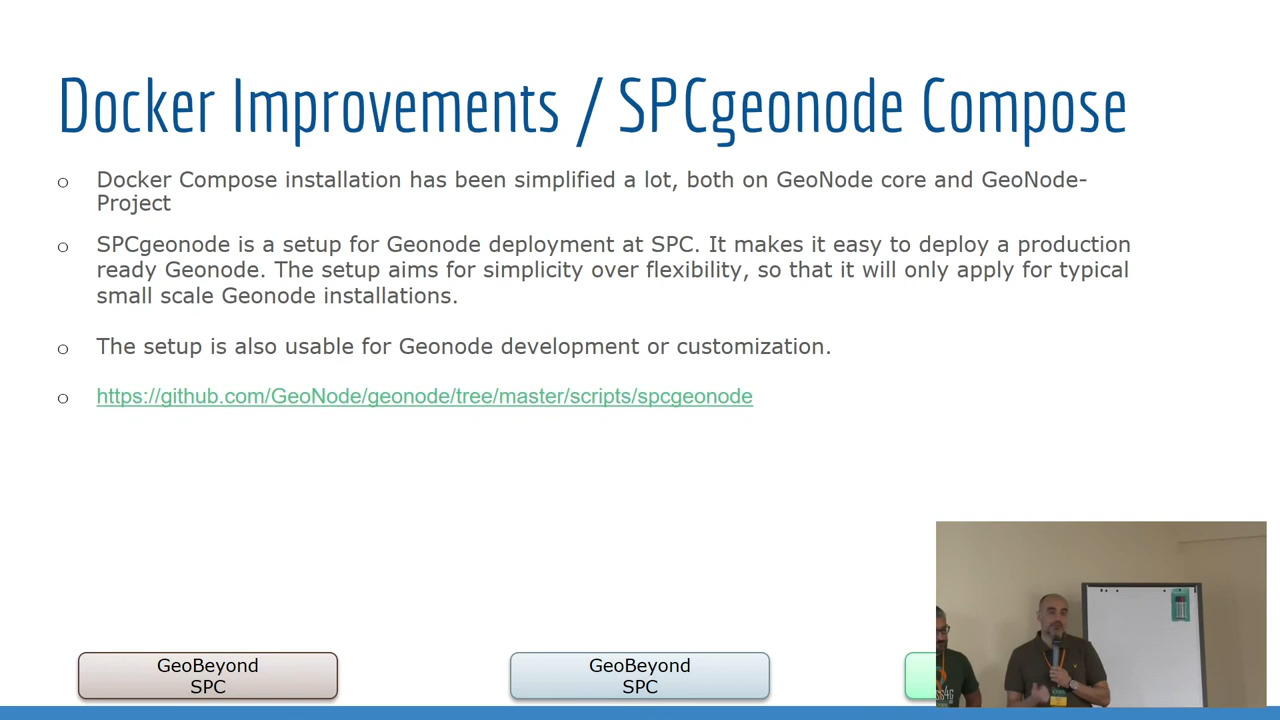 Docker Improvements / SPCgeonode Compose
Docker Compose installation has been simplified a lot, both on GeoNode core and GeoNode-
Project
SPCgeonode is a setup for Geonode deployment at SPC. It makes it easy to deploy a production
ready Geonode. The setup aims for simplicity over flexibility, so that it will only apply for typical
small scale Geonode installations.
The setup is also usable for Geonode development or customization.
https://github.com/GeoNode/geonode/tree/master/scripts/spcgeonode
GeoBeyond
SPC
GeoBeyond
SPC